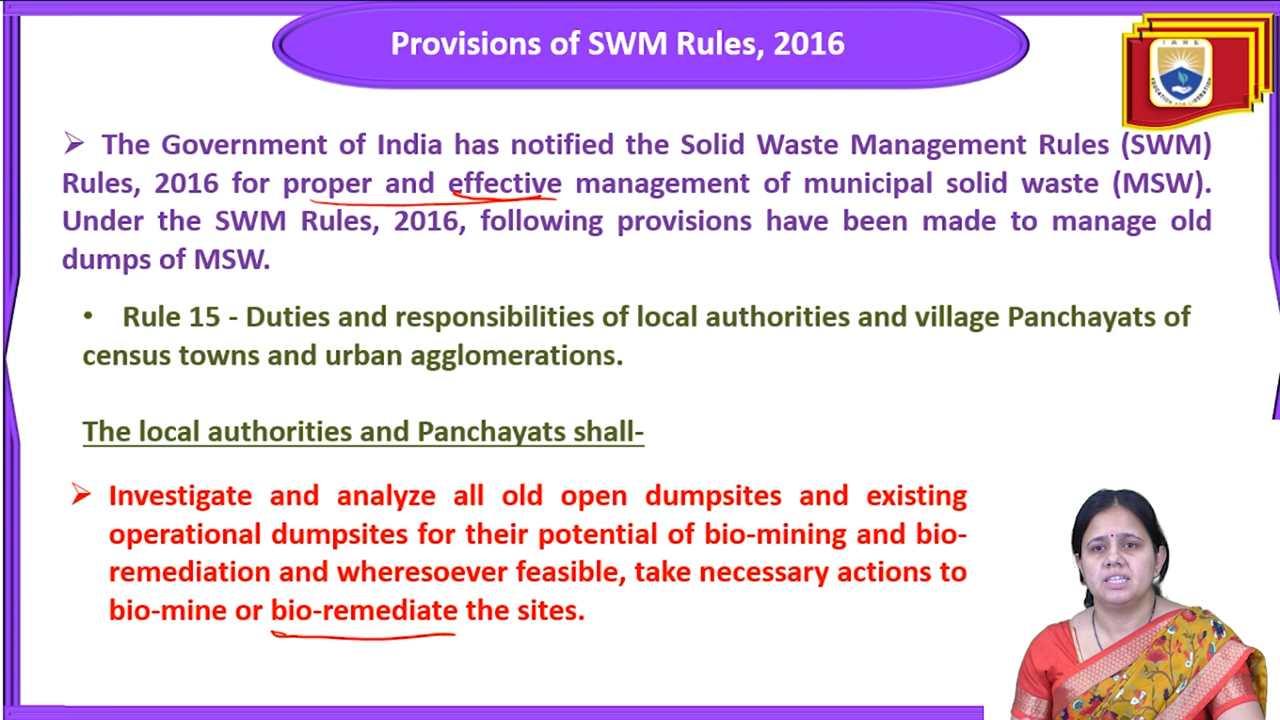 Provisions of SWM Rules, 2016
IARE
EDUCATION FOR LIBERATION
➢ The Government of India has notified the Solid Waste Management Rules (SWM)
Rules, 2016 for proper and effective management of municipal solid waste (MSW).
Under the SWM Rules, 2016, following provisions have been made to manage old
dumps of MSW.
• Rule 15 - Duties and responsibilities of local authorities and village Panchayats of
census towns and urban agglomerations.
The local authorities and Panchayats shall-
➢ Investigate and analyze all old open dumpsites and existing
operational dumpsites for their potential of bio-mining and bio-
remediation and wheresoever feasible, take necessary actions to
bio-mine or bio-remediate the sites.